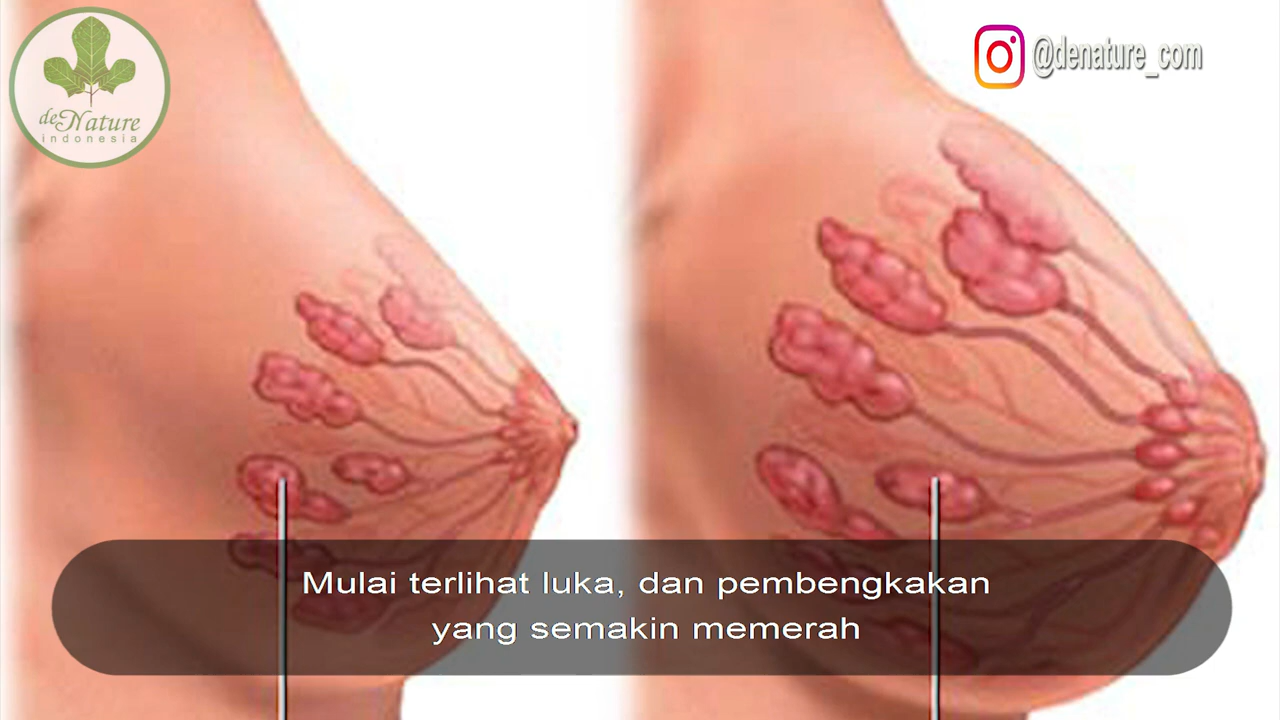 deNature
indonesia
@denature_com
Mulai terlihat luka, dan pembengkakan
yang semakin memerah